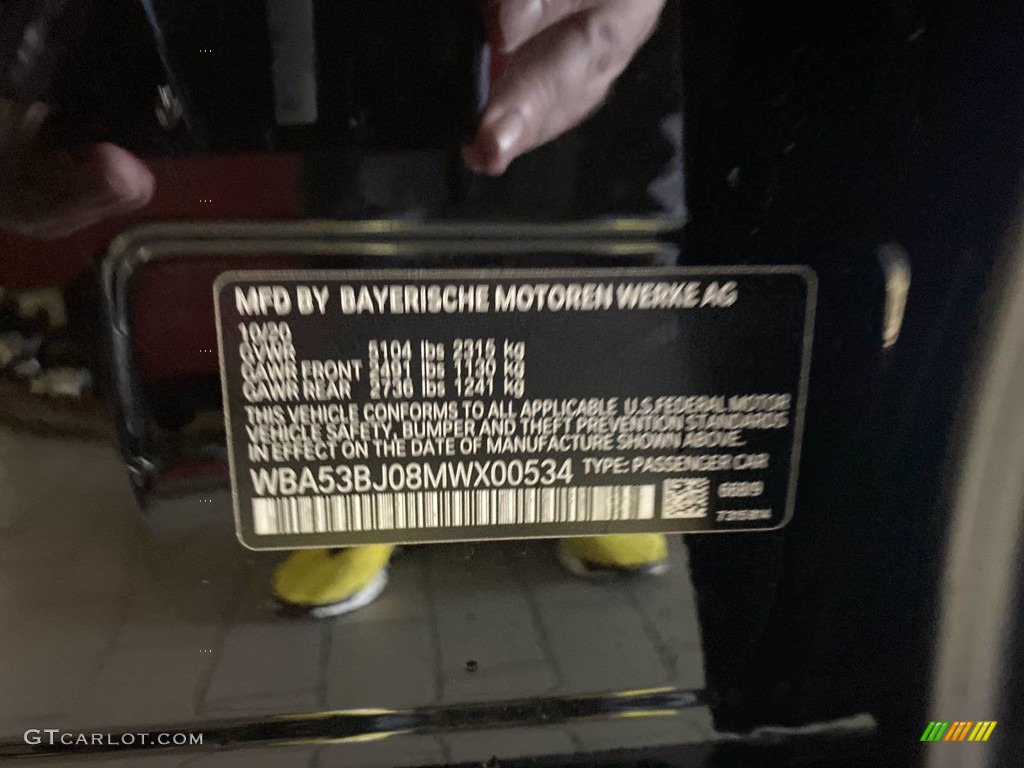 MFD BY BAYERISCHE MOTOREN WERKE AG
10/20
GVWR 5104 lbs 2315 kg
GAWR FRONT 2491 lbs 1130 kg
GAWR REAR 2736 lbs 1241 kg
THIS VEHICLE CONFORMS TO ALL APPLICABLE U.S.FEDERAL MOTOR
VEHICLE SAFETY, BUMPER AND THEFT PREVENTION STANDARDS
IN EFFECT ON THE DATE OF MANUFACTURE SHOWN ABOVE.
WBA53BJ08MWX00534 TYPE: PASSENGER CAR
GTCARLOT.COM